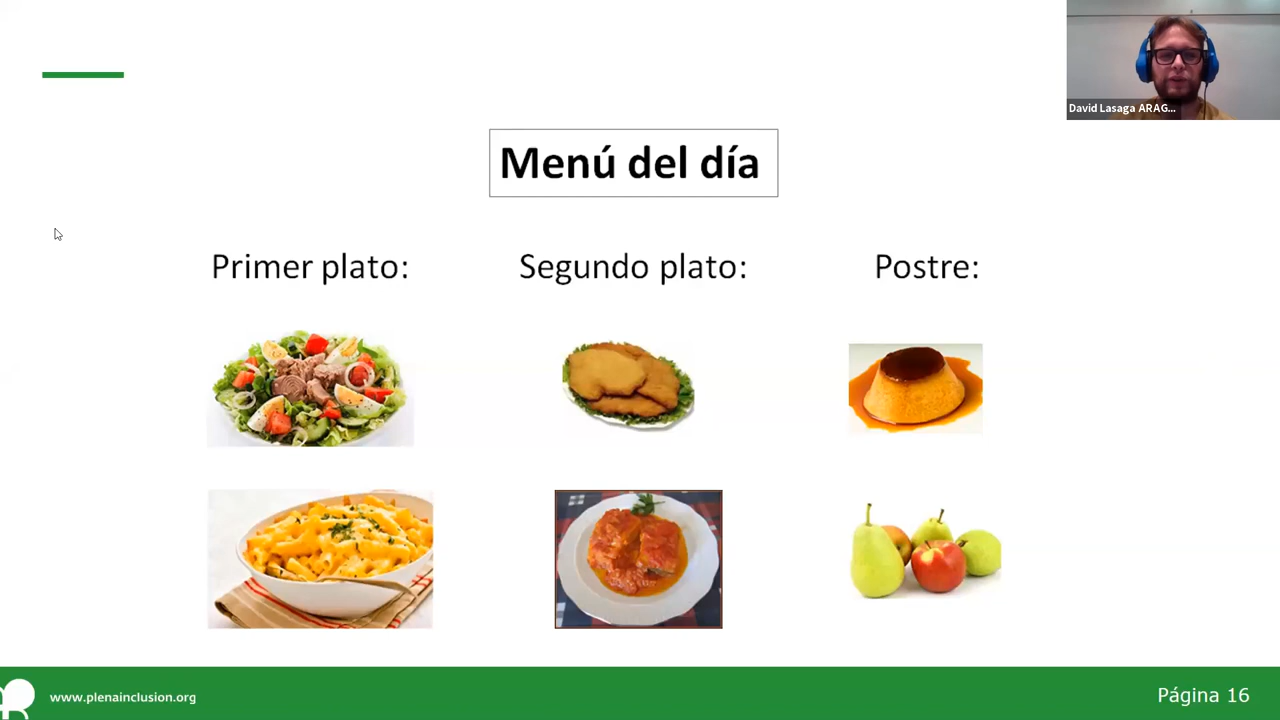 David Lasaga ARAG...
Menú del día
Primer plato:
Segundo plato:
Postre:
www.plenainclusion.org
Página 16